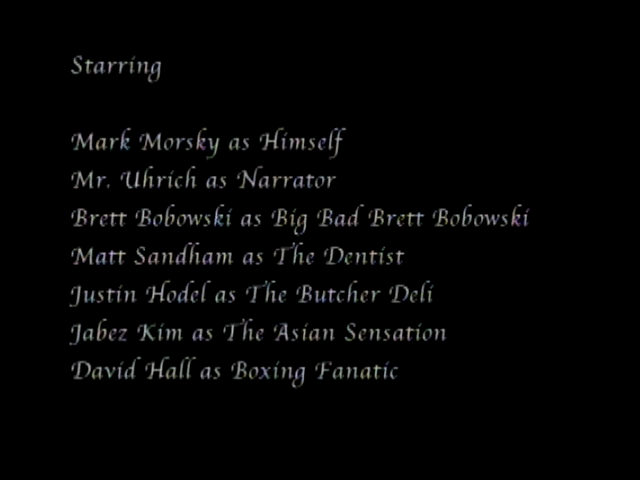 Starring
Mark Morsky as Himself
Mr. Uhrich as Narrator
Brett Bobowski as Big Bad Brett Bobowski
Matt Sandham as The Dentist
Justin Hodel as The Butcher Deli
Jabez Kim as The Asian Sensation
David Hall as Boxing Fanatic